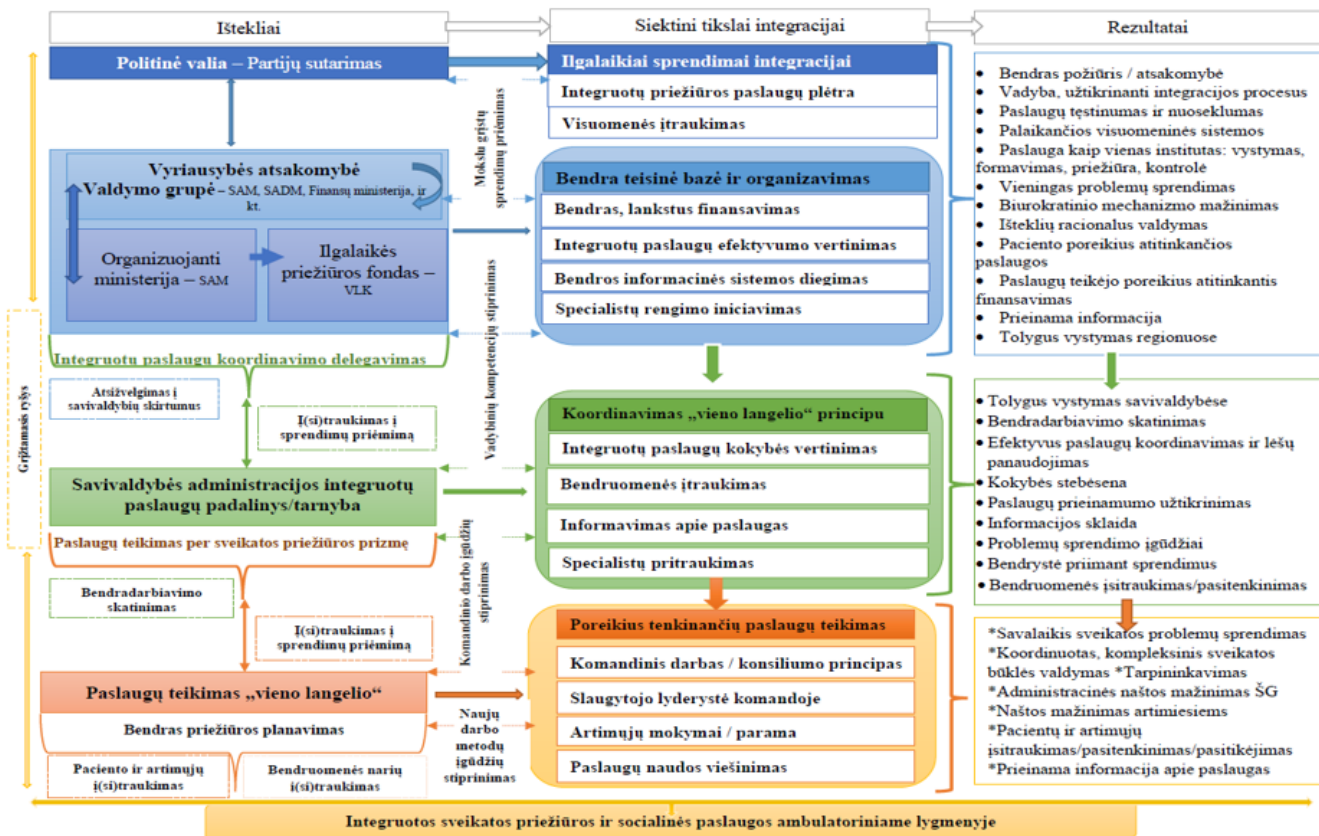 Ištekliai
Siektini tikslai integracijai
Rezultatai
Politinė valia – Partijų sutarimas
Vyriausybės atsakomybė
Valdymo grupė – SAM, SADM, Finansų ministerija, ir
kt.
Organizuojanti
ministerija – SAM
Ilgalaikės
priežiūros fondas –
VLK
Integruotų paslaugų koordinavimo delegavimas
Atsižvelgimas į
savivaldybių skirtumus
Į(si)traukimas į
sprendimų priėmimą
Savivaldybės administracijos integruotų
paslaugų padalinys/tarnyba
Paslaugų teikimas per sveikatos priežiūros prizmę
Bendradarbiavimo
skatinimas
Į(si)traukimas į
sprendimų priėmimą
Paslaugų teikimas „vieno langelio“
Bendras priežiūros planavimas
Paciento ir artimųjų
į(si)traukimas
Bendruomenės narių
į(si)traukimas
Grįžtamasis ryšys
Mokslu grįstų
sprendimų priėmimas
Vadybinių kompetencijų stiprinimas
Komandinio darbo įgūdžių
stiprinimas
Naujų
darbo
metodų
įgūdžių
stiprinimas
Ilgalaikiai sprendimai integracijai
Integruotų priežiūros paslaugų plėtra
Visuomenės įtraukimas
Bendra teisinė bazė ir organizavimas
Bendras, lankstus finansavimas
Integruotų paslaugų efektyvumo vertinimas
Bendros informacinės sistemos diegimas
Specialistų rengimo iniciavimas
Koordinavimas „vieno langelio“ principu
Integruotų paslaugų kokybės vertinimas
Bendruomenės įtraukimas
Informavimas apie paslaugas
Specialistų pritraukimas
Poreikius tenkinančių paslaugų teikimas
Komandinis darbas / konsiliumo principas
Slaugytojo lyderystė komandoje
Artimųjų mokymai / parama
Paslaugų naudos viešinimas
● Bendras požiūris / atsakomybė
● Vadyba, užtikrinanti integracijos procesus
● Paslaugų tęstinumas ir nuoseklumas
● Palaikančios visuomeninės sistemos
● Paslauga kaip vienas institutas: vystymas,
formavimas, priežiūra, kontrolė
● Vieningas problemų sprendimas
● Biurokratinio mechanizmo mažinimas
● Išteklių racionalus valdymas
● Paciento poreikius atitinkančios
paslaugos
● Paslaugų teikėjo poreikius atitinkantis
finansavimas
● Prieinama informacija
● Tolygus vystymas regionuose
● Tolygus vystymas savivaldybėse
● Bendradarbiavimo skatinimas
● Efektyvus paslaugų koordinavimas ir lėšų
panaudojimas
● Kokybės stebėsena
● Paslaugų prieinamumo užtikrinimas
● Informacijos sklaida
● Problemų sprendimo įgūdžiai
● Bendrystė priimant sprendimus
● Bendruomenės įsitraukimas/pasitenkinimas
*Savalaikis sveikatos problemų sprendimas
*Koordinuotas, kompleksinis sveikatos
būklės valdymas *Tarpininkavimas
*Administracinės naštos mažinimas ŠG
*Naštos mažinimas artimiesiems
*Pacientų ir artimųjų
įsitraukimas/pasitenkinimas/pasitikėjimas
*Prieinama informacija apie paslaugas
Integruotos sveikatos priežiūros ir socialinės paslaugos ambulatoriniame lygmenyje